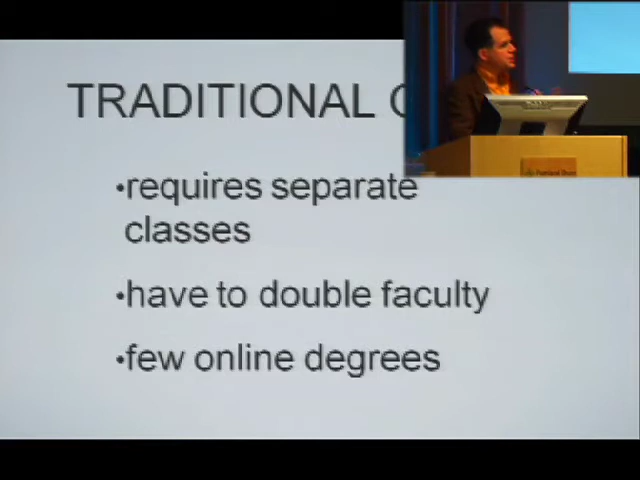 TRADITIONAL
•requires separate
classes
•have to double faculty
•few online degrees